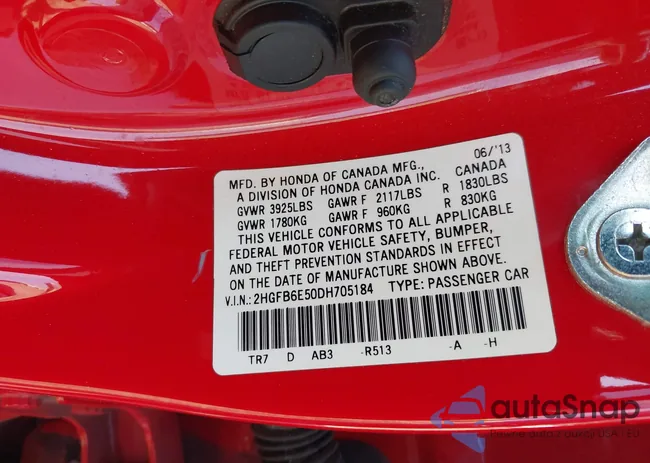 06/'13
MFD. BY HONDA OF CANADA MFG., CANADA
A DIVISION OF HONDA CANADA INC.
GVWR 3925LBS GAWR F 2117LBS R 1830LBS
GVWR 1780KG GAWR F 960KG R 830KG
THIS VEHICLE CONFORMS TO ALL APPLICABLE
FEDERAL MOTOR VEHICLE SAFETY, BUMPER,
AND THEFT PREVENTION STANDARDS IN EFFECT
ON THE DATE OF MANUFACTURE SHOWN ABOVE.
V.I.N.: 2HGFB6E50DH705184 TYPE: PASSENGER CAR
TR7 D AB3 -R513 -A -H
autoSnap